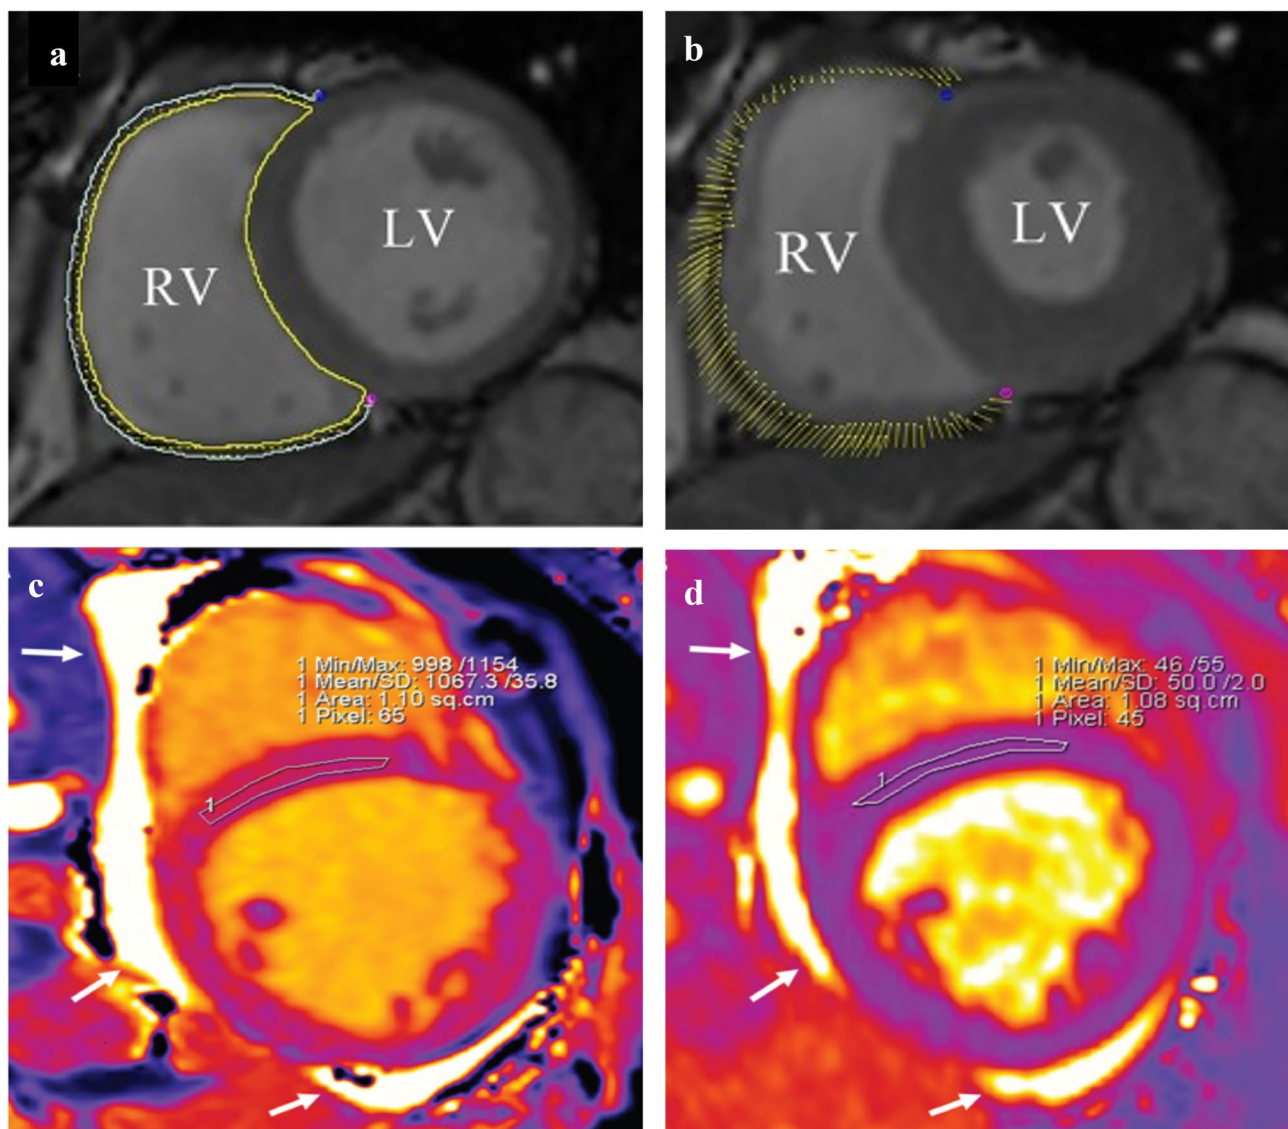 a
RV
LV
b
RV
LV
c
1 Min/Max: 998 /1154
1 Mean/SD: 1067.3 /35.8
1 Area: 1.10 sq.cm
1 Pixel: 65
1
d
1 Min/Max: 46 /55
1 Mean/SD: 50.0 /2.0
1 Area: 1.08 sq.cm
1 Pixel: 45
1